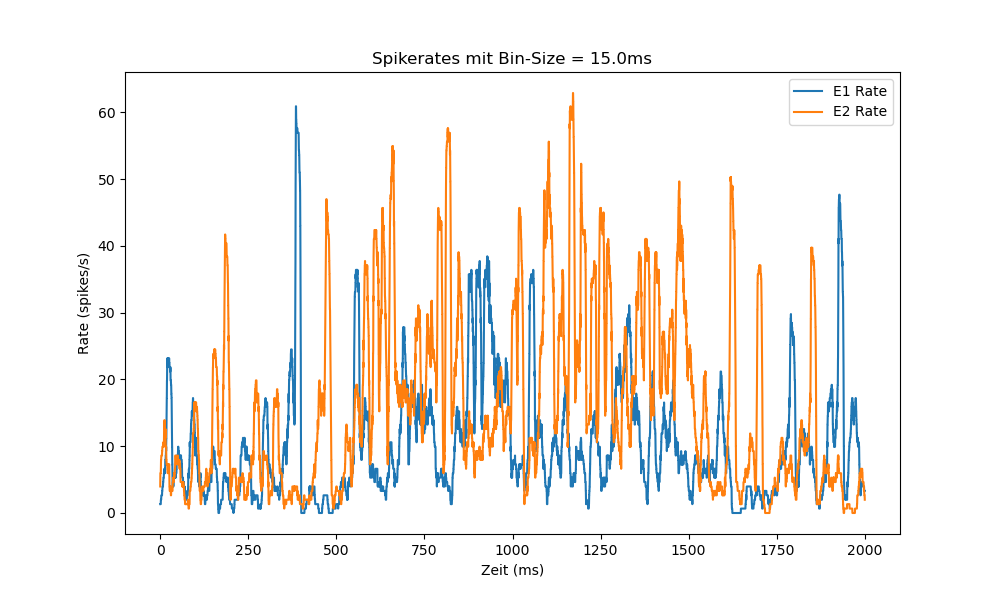 Spikerates mit Bin-Size = 15.0ms
E1 Rate
E2 Rate
60
50
40
30
20
10
0
Rate (spikes/s)
0 250 500 750 1000 1250 1500 1750 2000
Zeit (ms)